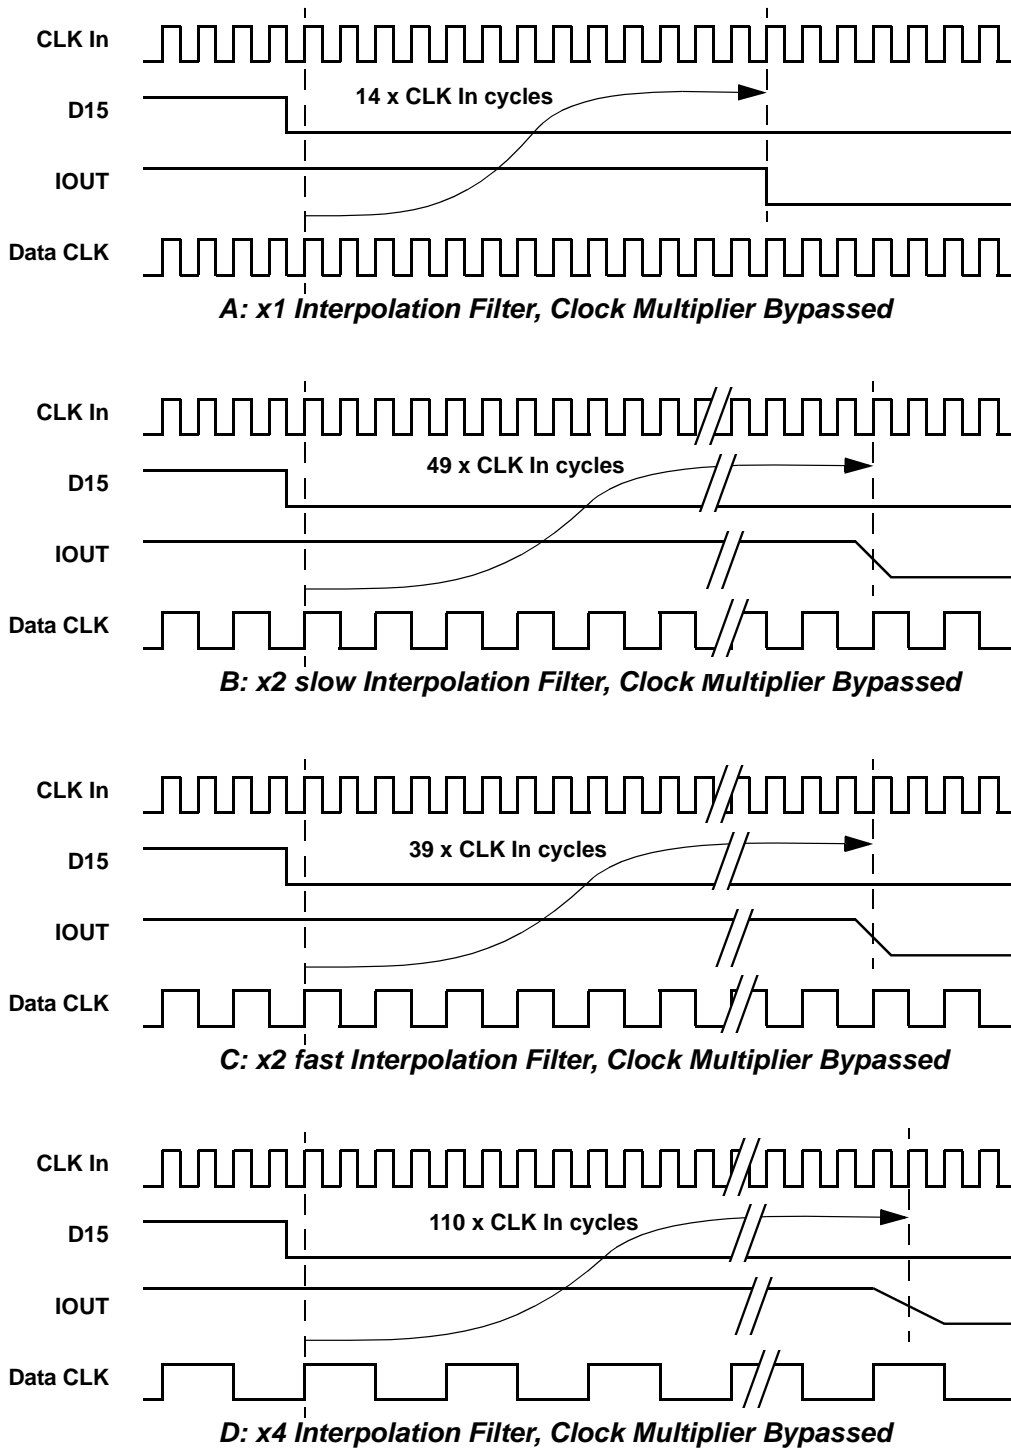 CLK In
D15
14 x CLK In cycles
IOUT
Data CLK
A: x1 Interpolation Filter, Clock Multiplier Bypassed
CLK In
D15
49 x CLK In cycles
IOUT
Data CLK
B: x2 slow Interpolation Filter, Clock Multiplier Bypassed
CLK In
D15
39 x CLK In cycles
IOUT
Data CLK
C: x2 fast Interpolation Filter, Clock Multiplier Bypassed
CLK In
D15
110 x CLK In cycles
IOUT
Data CLK
D: x4 Interpolation Filter, Clock Multiplier Bypassed